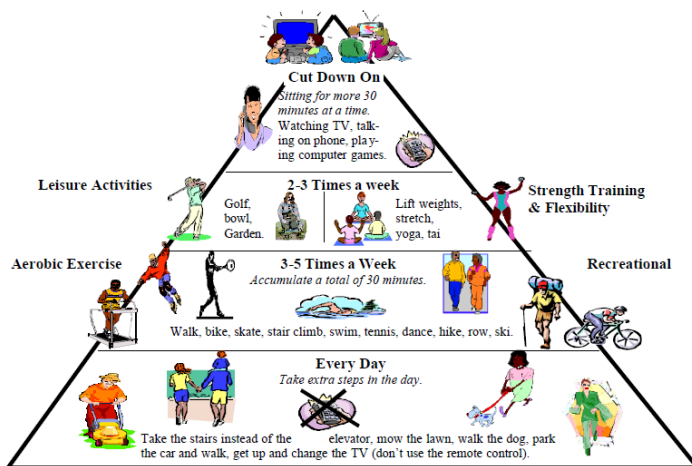 Cut Down On
Sitting for more 30
minutes at a time.
Watching TV, talk-
ing on phone, play-
ing computer games.
Leisure Activities
2-3 Times a week
Strength Training
& Flexibility
Golf,
bowl,
Garden.
Lift weights,
stretch,
yoga, tai
Aerobic Exercise
3-5 Times a Week
Recreational
Accumulate a total of 30 minutes.
Walk, bike, skate, stair climb, swim, tennis, dance, hike, row, ski.
Every Day
Take extra steps in the day.
Take the stairs instead of the elevator, mow the lawn, walk the dog, park
the car and walk, get up and change the TV (don't use the remote control).